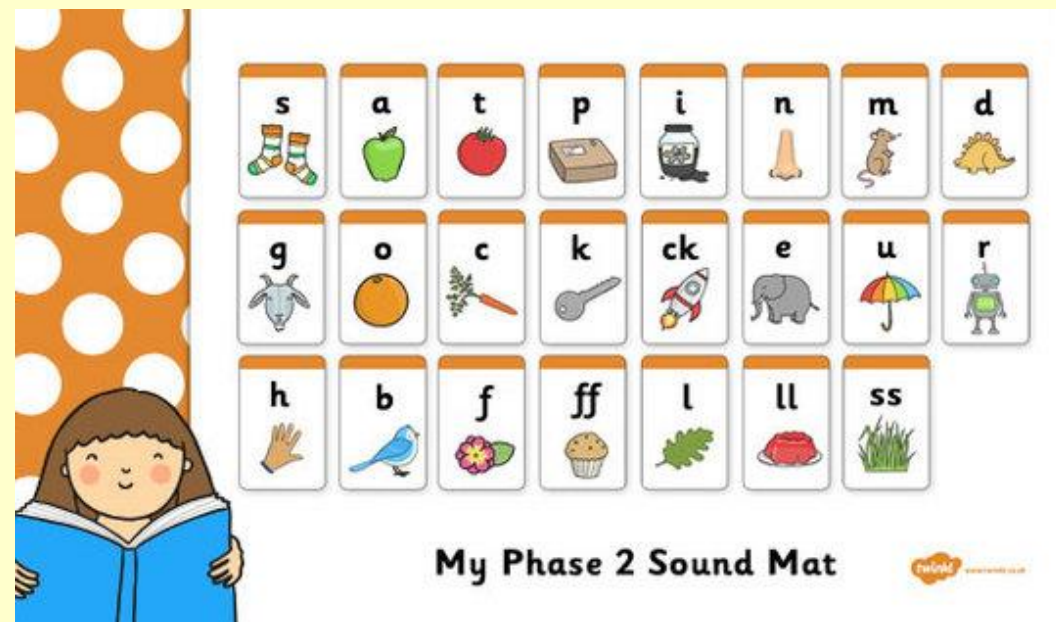 s a t p i n m d
g o c k ck e u r
h b f ff l ll ss
My Phase 2 Sound Mat
twinkl